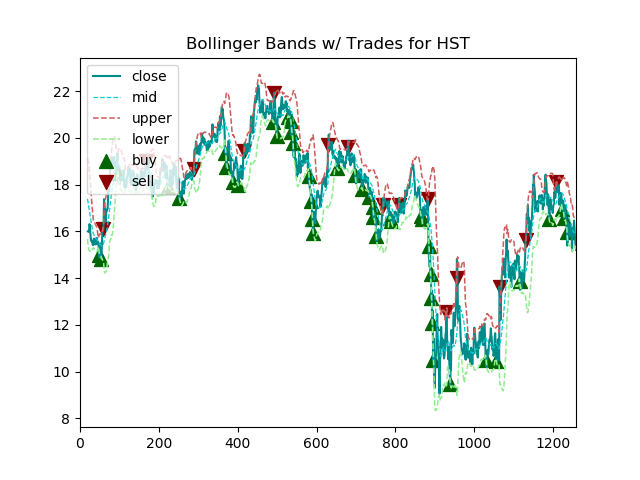 Bollinger Bands w/ Trades for HST
close
mid
upper
lower
buy
sell
22
20
18
16
14
12
10
8
0 200 400 600 800 1000 1200